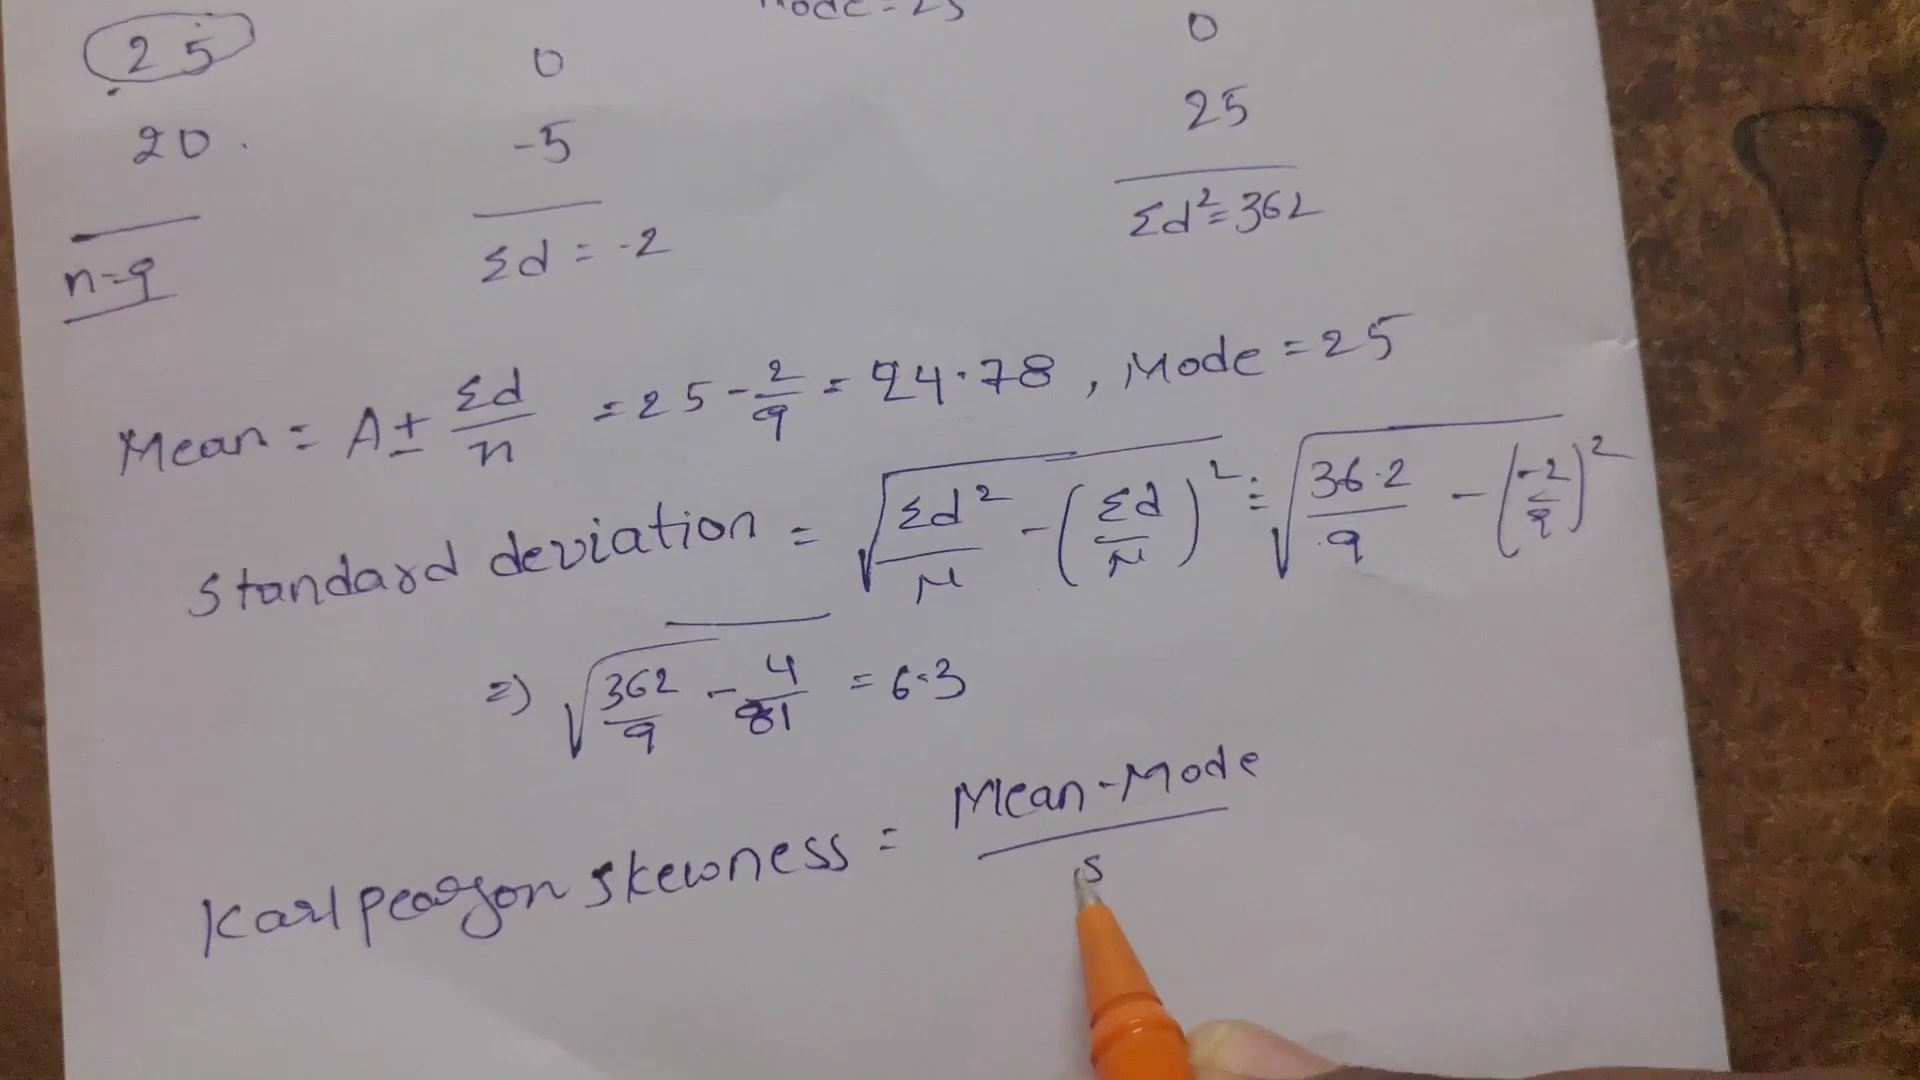 Mode = 25
25 0 0
20. -5 25
n=9 Σd = -2 Σd²=362
Mean = A ± Σd/n = 25 - 2/9 = 24.78, Mode = 25
Standard deviation = √(Σd²/N - (Σd/N)²) = √(362/9 - (-2/9)²)
⇒ √(362/9 - 4/81) = 6.3
Karl pearson skewness = Mean-Mode / s